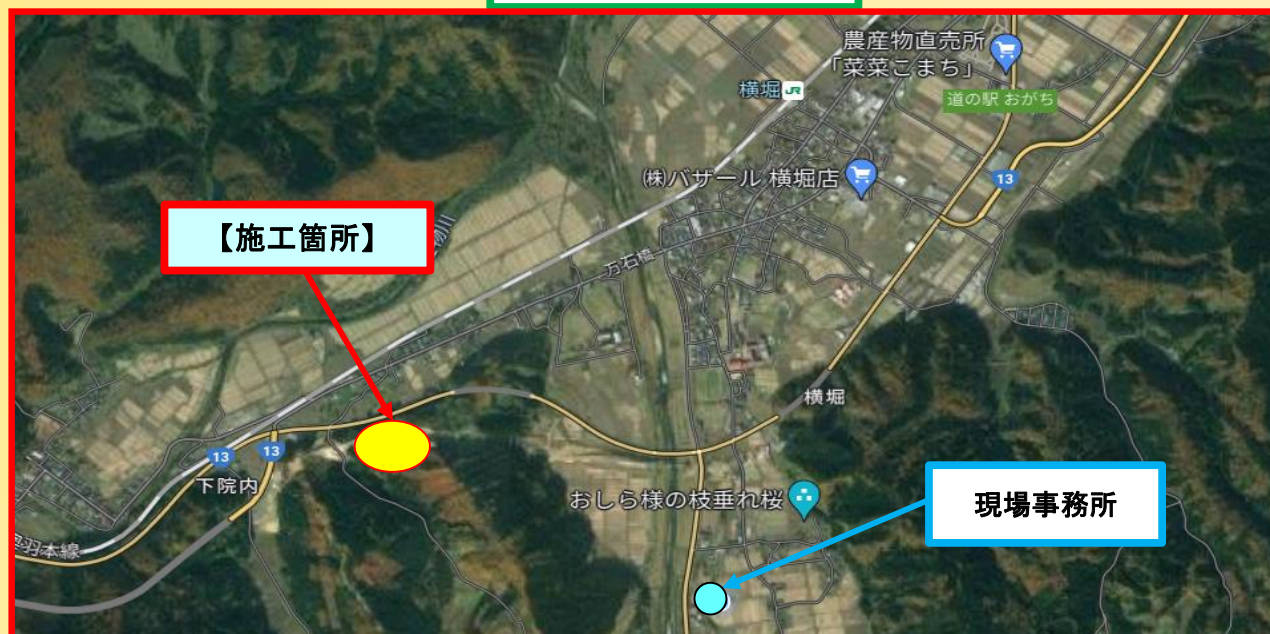 農産物直売所
「菜菜こまち」
横堀 JR
道の駅 おがち
㈱バザール 横堀店
13
【施工箇所】
万石橋
横堀
13
13
下院内
おしら様の枝垂れ桜
現場事務所
羽本線